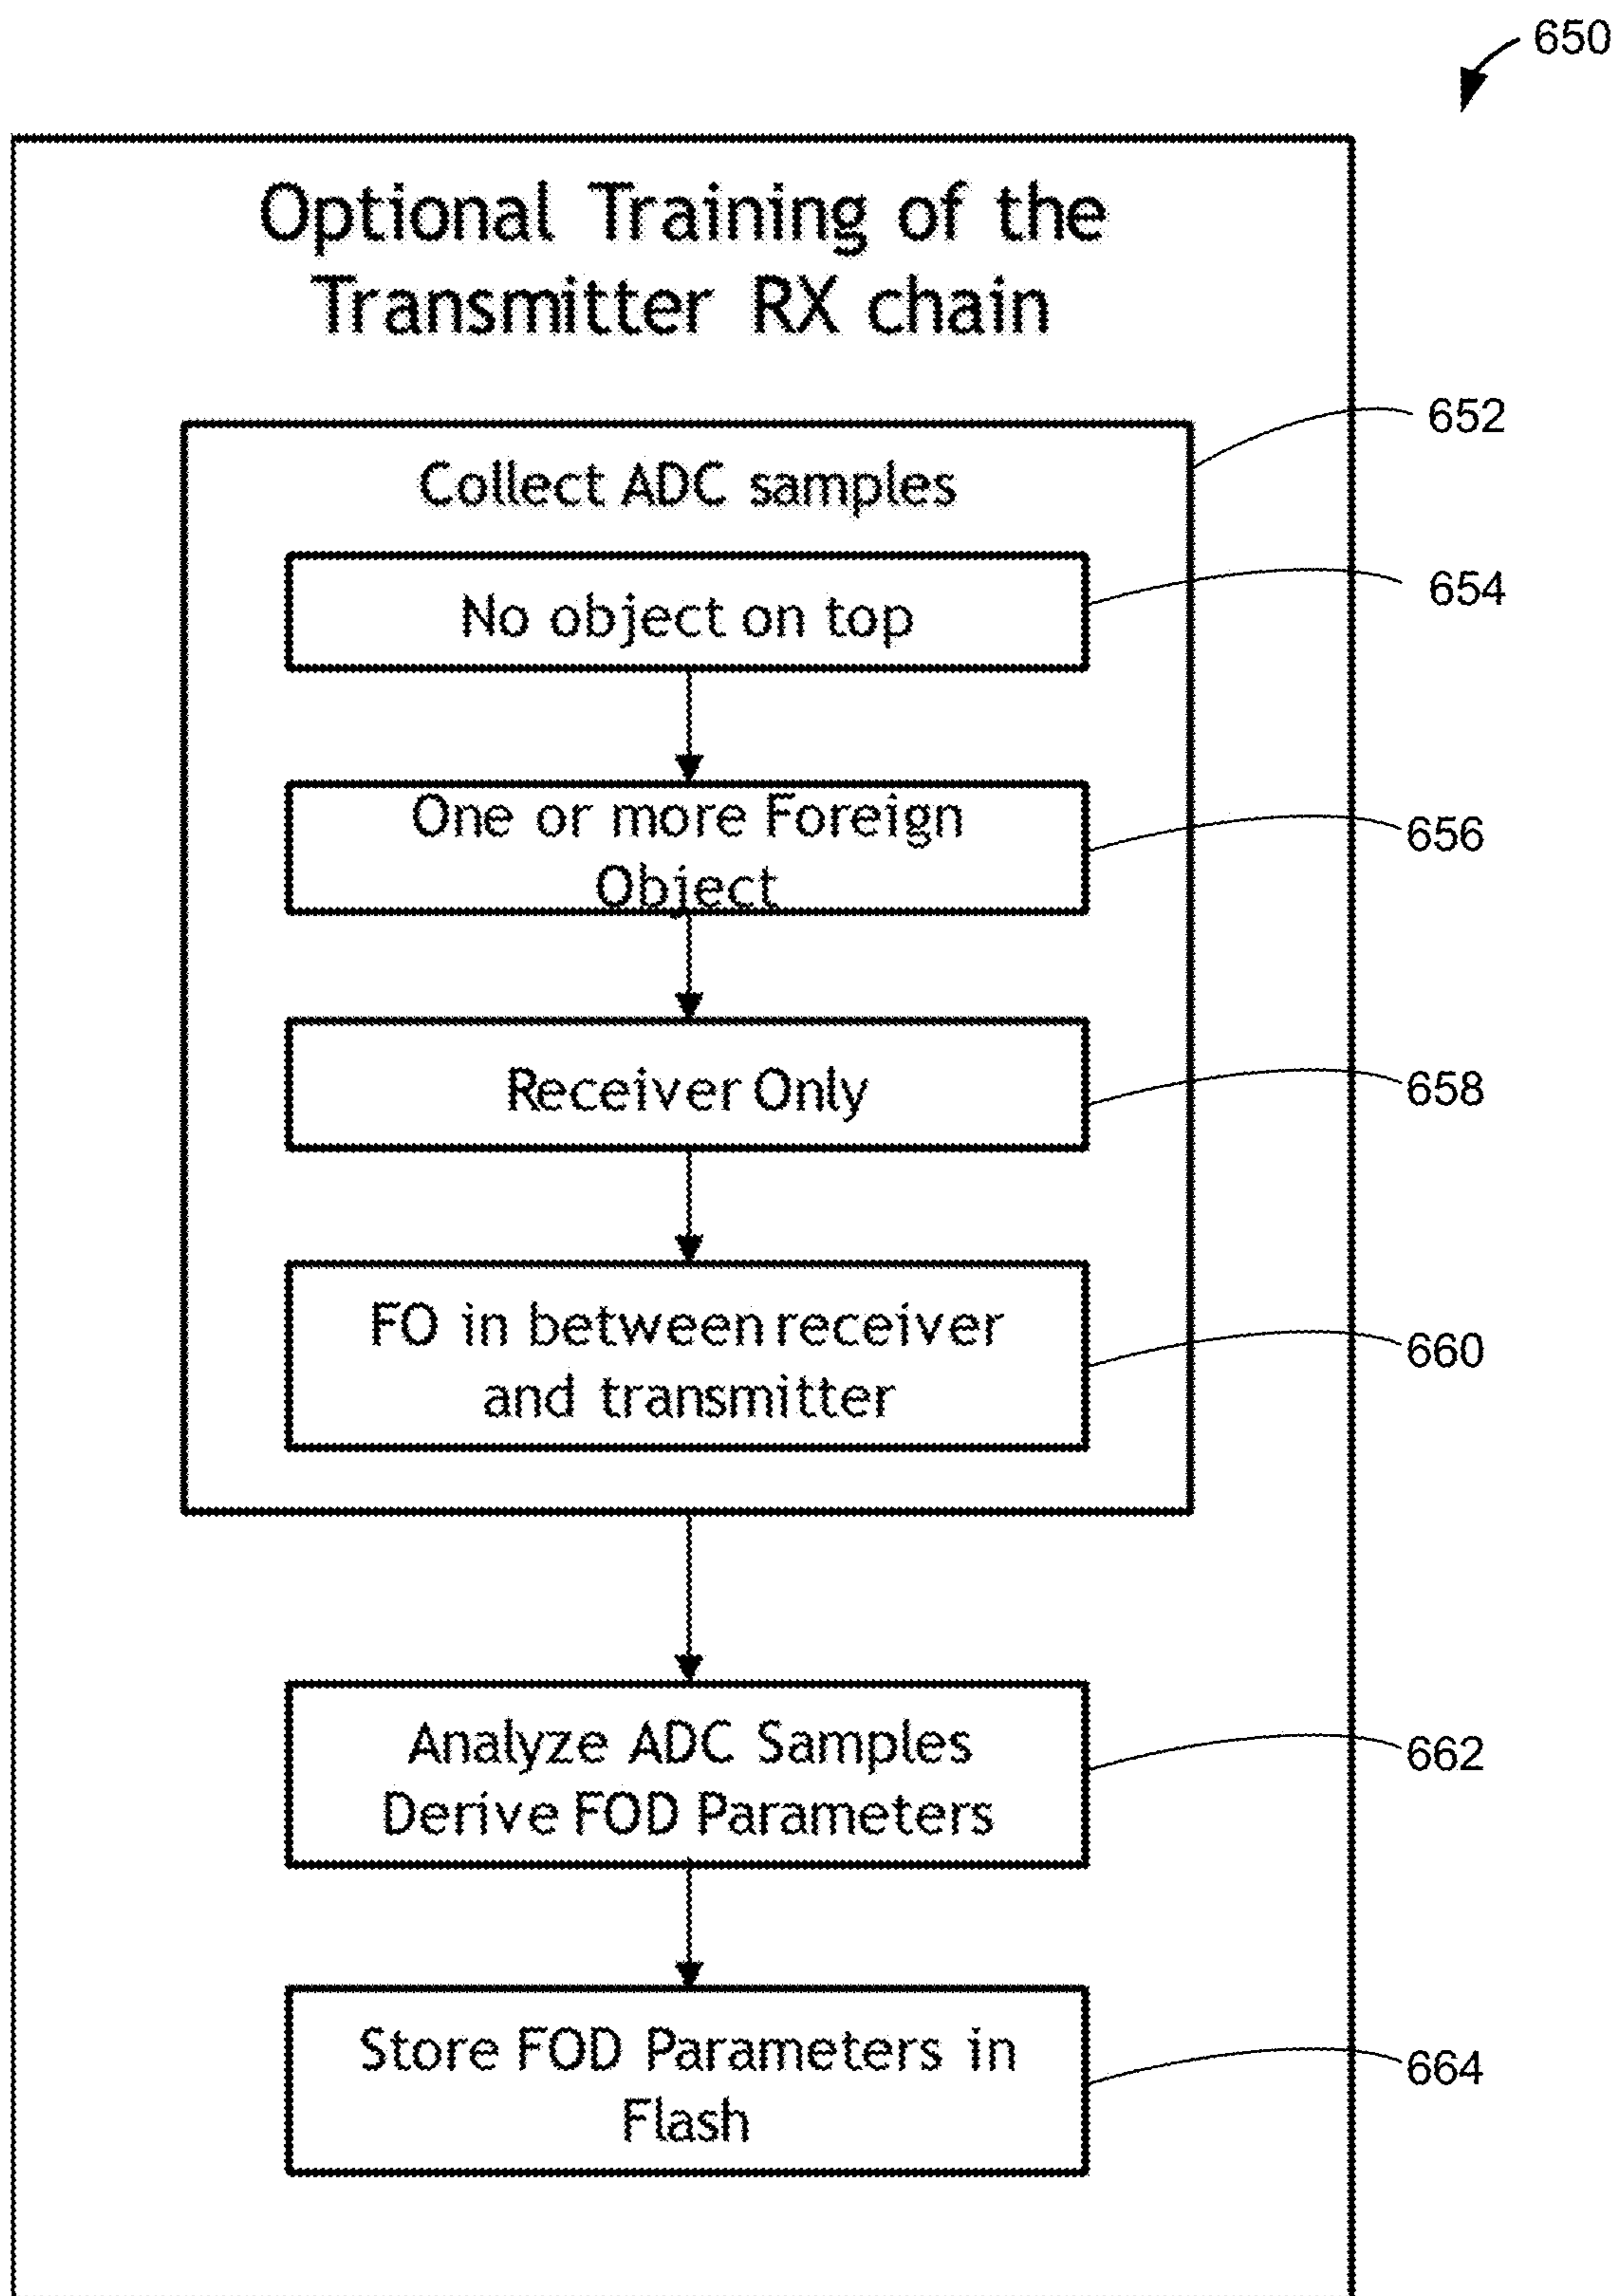 650
Optional Training of the
Transmitter RX chain
652
Collect ADC samples
No object on top
654
One or more Foreign
Object
656
Receiver Only
658
FO in between receiver
and transmitter
660
Analyze ADC Samples
Derive FOD Parameters
662
Store FOD Parameters in
Flash
664